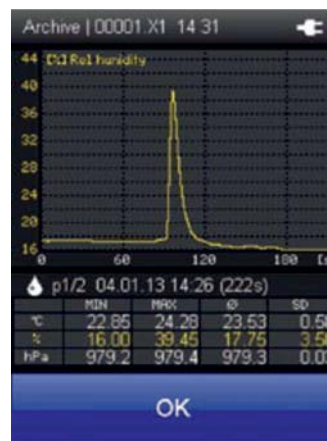 Archive | 00001.X1 14:31
44 [%] Rel humidity
40
36
32
28
24
20
16
0 60 120 180 [s
p1/2 04.01.13 14:26 (222s)
MIN MAX Ø SD
℃ 22.85 24.28 23.53
% 16.00 39.45 17.75
hPa 979.2 979.4 979.3
OK